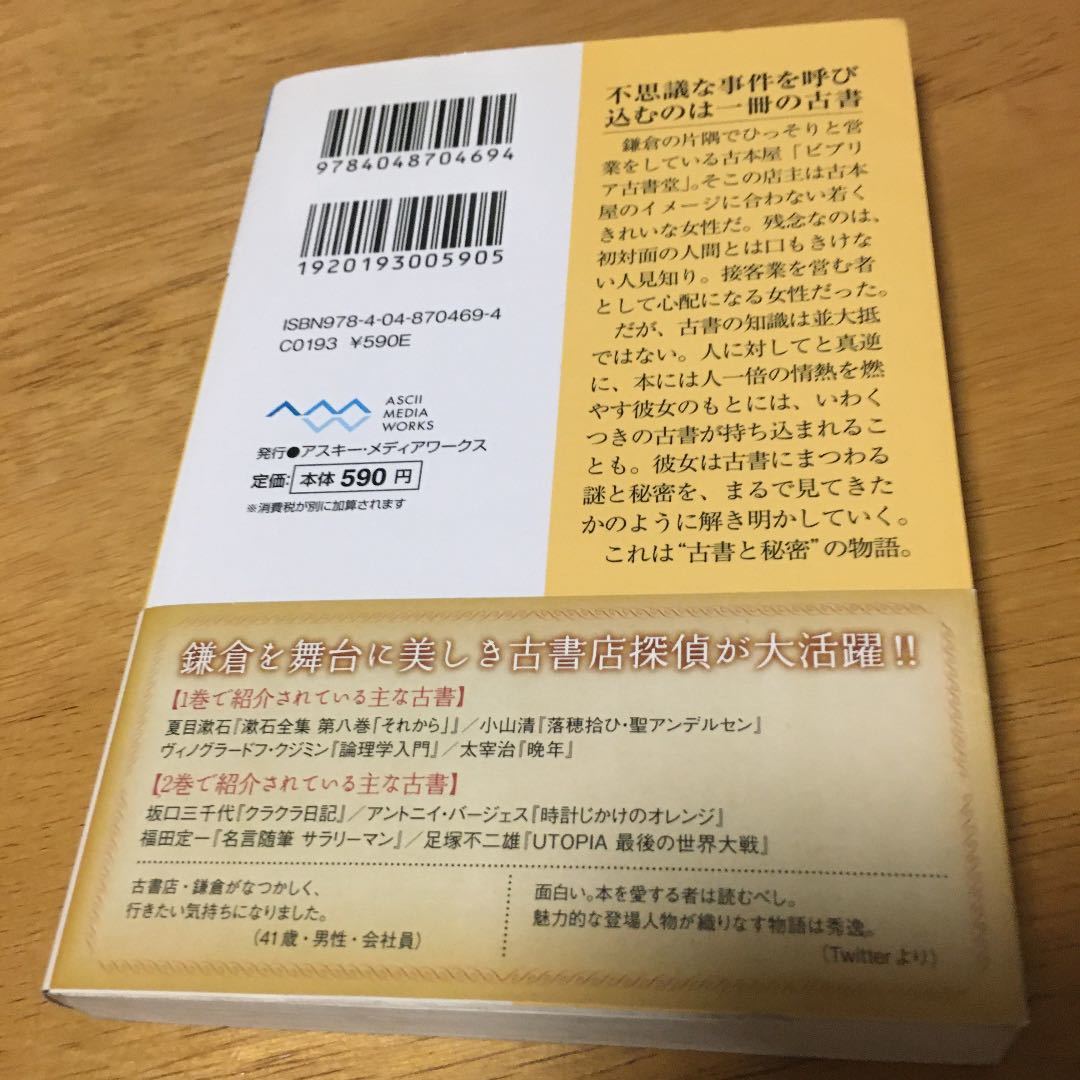 9784048704694
1920193005905
ISBN978-4-04-870469-4
C0193 ¥590E
ASCII
MEDIA
WORKS
発行●アスキー・メディアワークス
定価: 本体 590 円
※消費税が別に加算されます
不思議な事件を呼び
込むのは一冊の古書
鎌倉の片隅でひっそりと営
業をしている古本屋「ビブリ
ア古書堂」。そこの店主は古本
屋のイメージに合わない若く
きれいな女性だ。残念なのは、
初対面の人間とは口もきけな
い人見知り。接客業を営む者
として心配になる女性だった。
だが、古書の知識は並大抵
ではない。人に対してと真逆
に、本には人一倍の情熱を燃
やす彼女のもとには、いわく
つきの古書が持ち込まれるこ
とも。彼女は古書にまつわる
謎と秘密を、まるで見てきた
かのように解き明かしていく。
これは“古書と秘密”の物語。
鎌倉を舞台に美しき古書店探偵が大活躍!!
【1巻で紹介されている主な古書】
夏目漱石『漱石全集 第八巻「それから」』／小山清『落穂拾ひ・聖アンデルセン』
ヴィノグラードフ・クジミン『論理学入門』／太宰治『晩年』
【2巻で紹介されている主な古書】
坂口三千代『クラクラ日記』／アントニイ・バージェス『時計じかけのオレンジ』
福田定一『名言随筆 サラリーマン』／足塚不二雄『UTOPIA 最後の世界大戦』
古書店・鎌倉がなつかしく、
行きたい気持ちになりました。
（41歳・男性・会社員）
面白い。本を愛する者は読むべし。
魅力的な登場人物が織りなす物語は秀逸。
（Twitterより）